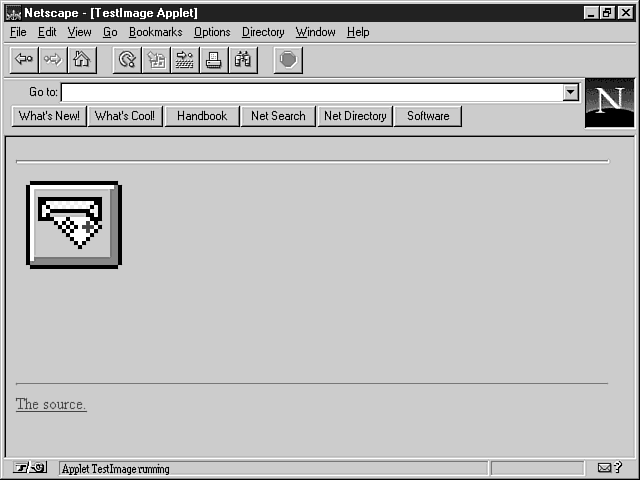 Netscape - [TestImage Applet]
File Edit View Go Bookmarks Options Directory Window Help
Go to:
N
What's New! What's Cool! Handbook Net Search Net Directory Software
The source.
Applet TestImage running